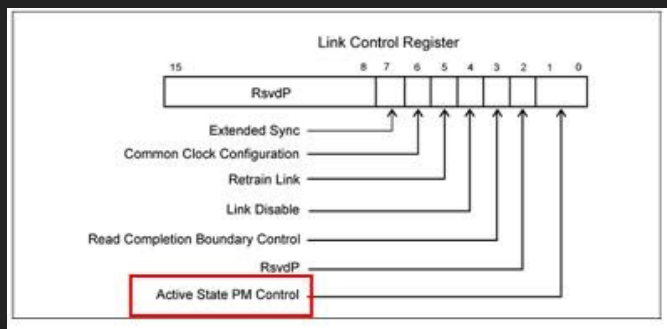 Link Control Register
15 8 7 6 5 4 3 2 1 0
RsvdP
Extended Sync
Common Clock Configuration
Retrain Link
Link Disable
Read Completion Boundary Control
RsvdP
Active State PM Control